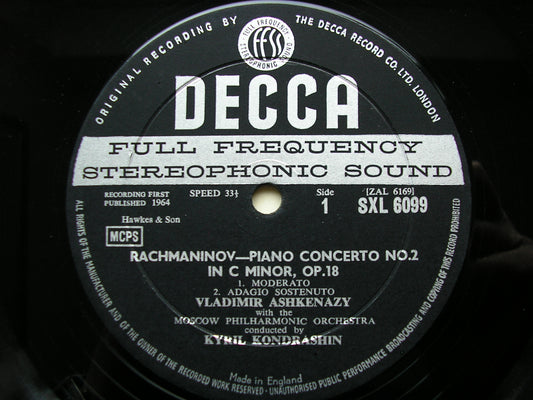 ORIGINAL RECORDING BY THE DECCA RECORD CO. LTD. LONDON
FULL FREQUENCY
ffss
STEREOPHONIC SOUND
DECCA
FULL FREQUENCY
STEREOPHONIC SOUND
RECORDING FIRST PUBLISHED 1964
SPEED 33⅓
Side 1
[ZAL 6169]
SXL 6099
Hawkes & Son
MCPS
RACHMANINOV—PIANO CONCERTO NO.2
IN C MINOR, OP.18
1. MODERATO
2. ADAGIO SOSTENUTO
VLADIMIR ASHKENAZY
with the
MOSCOW PHILHARMONIC ORCHESTRA
conducted by
KYRIL KONDRASHIN
Made in England
ALL RIGHTS OF THE MANUFACTURER AND OF THE OWNER OF THE RECORDED WORK RESERVED · UNAUTHORISED PUBLIC PERFORMANCE BROADCASTING AND COPYING OF THIS RECORD PROHIBITED